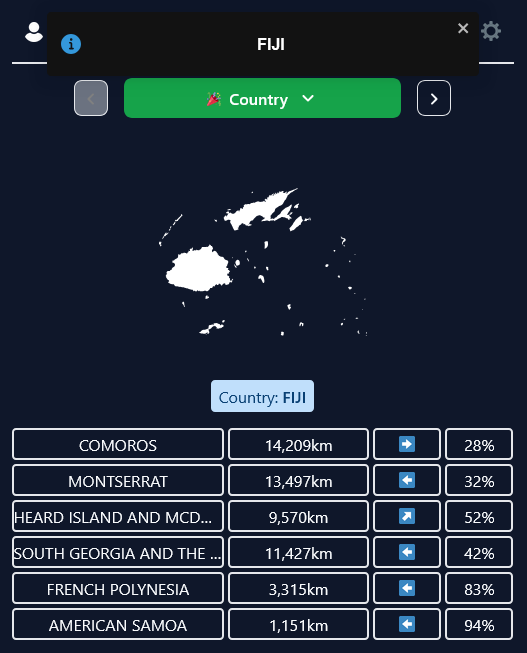 FIJI
Country
Country: FIJI
COMOROS 14,209km ➡️ 28%
MONTSERRAT 13,497km ⬅️ 32%
HEARD ISLAND AND MCD... 9,570km ↗️ 52%
SOUTH GEORGIA AND THE ... 11,427km ⬅️ 42%
FRENCH POLYNESIA 3,315km ⬅️ 83%
AMERICAN SAMOA 1,151km ⬅️ 94%